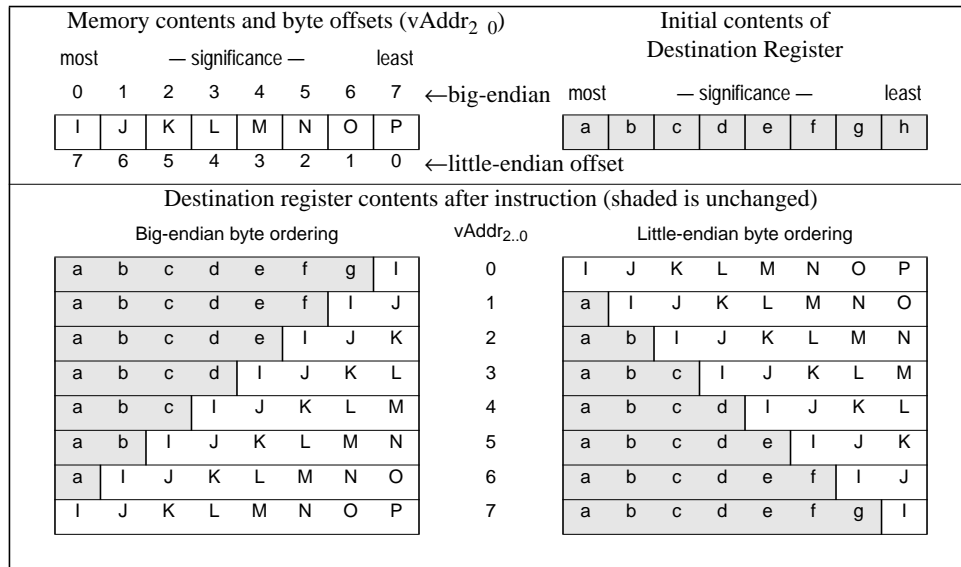 Memory contents and byte offsets (vAddr2 0)
Initial contents of
Destination Register
most — significance — least
0 1 2 3 4 5 6 7 ←big-endian
most — significance — least
I J K L M N O P
a b c d e f g h
7 6 5 4 3 2 1 0 ←little-endian offset
Destination register contents after instruction (shaded is unchanged)
Big-endian byte ordering vAddr2..0 Little-endian byte ordering
a b c d e f g I 0 I J K L M N O P
a b c d e f I J 1 a I J K L M N O
a b c d e I J K 2 a b I J K L M N
a b c d I J K L 3 a b c I J K L M
a b c I J K L M 4 a b c d I J K L
a b I J K L M N 5 a b c d e I J K
a I J K L M N O 6 a b c d e f I J
I J K L M N O P 7 a b c d e f g I